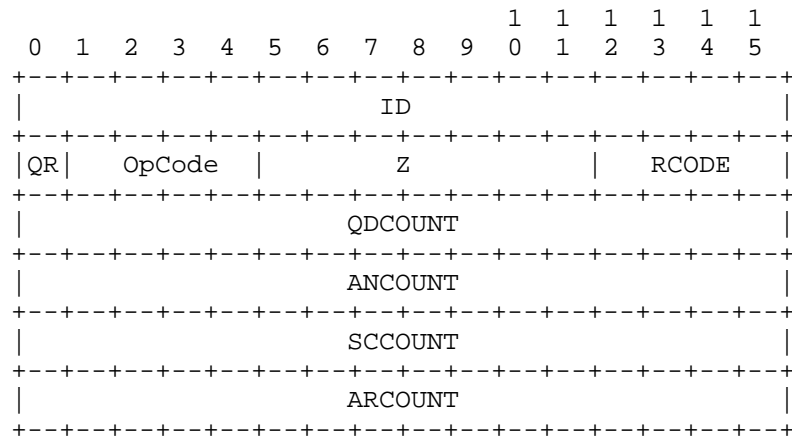 1 1 1 1 1 1
0 1 2 3 4 5 6 7 8 9 0 1 2 3 4 5
+--+--+--+--+--+--+--+--+--+--+--+--+--+--+--+--+
| ID |
+--+--+--+--+--+--+--+--+--+--+--+--+--+--+--+--+
|QR| OpCode | Z | RCODE |
+--+--+--+--+--+--+--+--+--+--+--+--+--+--+--+--+
| QDCOUNT |
+--+--+--+--+--+--+--+--+--+--+--+--+--+--+--+--+
| ANCOUNT |
+--+--+--+--+--+--+--+--+--+--+--+--+--+--+--+--+
| SCCOUNT |
+--+--+--+--+--+--+--+--+--+--+--+--+--+--+--+--+
| ARCOUNT |
+--+--+--+--+--+--+--+--+--+--+--+--+--+--+--+--+